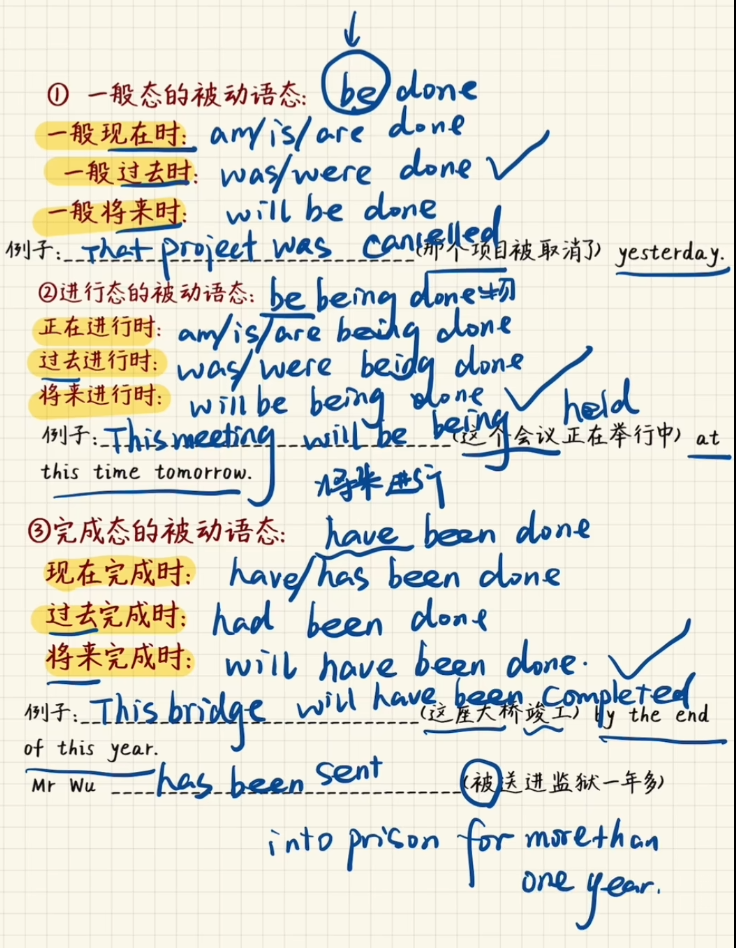 ① 一般态的被动语态: be done
一般现在时: am/is/are done
一般过去时: was/were done
一般将来时: will be done
例子: That project was cancelled (那个项目被取消了) yesterday.
②进行态的被动语态: be being done
正在进行时: am/is/are being done
过去进行时: was/were being done
将来进行时: will be being done
例子: This meeting will be being held (这个会议正在举行中) at
this time tomorrow. 将来进行
③完成态的被动语态: have been done
现在完成时: have/has been done
过去完成时: had been done
将来完成时: will have been done.
例子: This bridge will have been completed (这座大桥竣工) by the end
of this year.
Mr Wu has been sent (被送进监狱一年多)
into prison for more than
one year.